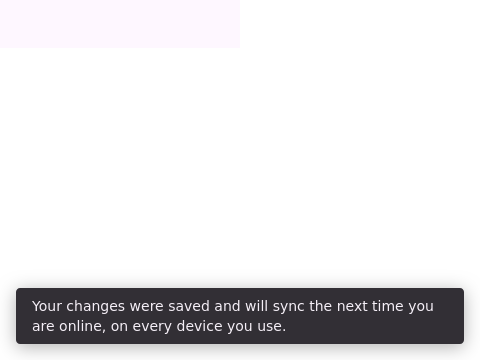 Your changes were saved and will sync the next time you
are online, on every device you use.